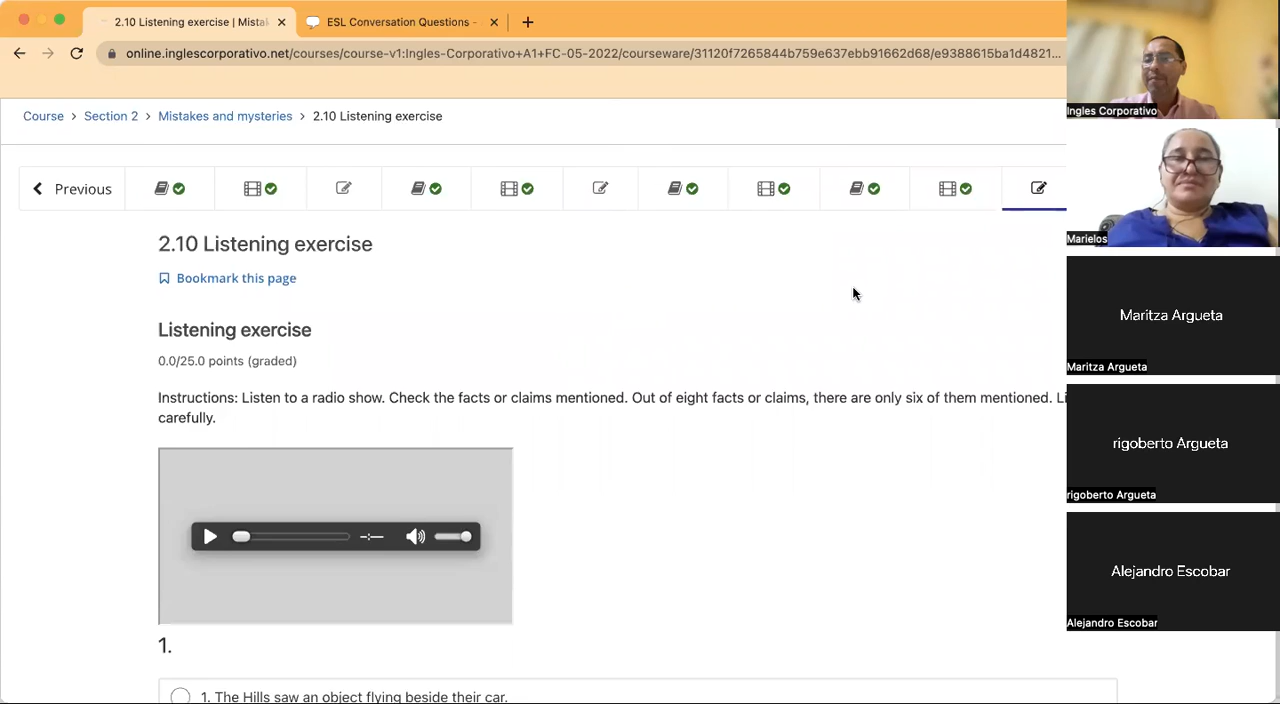 2.10 Listening exercise | Mistak
ESL Conversation Questions -
online.inglescorporativo.net/courses/course-v1:Ingles-Corporativo+A1+FC-05-2022/courseware/31120f7265844b759e637ebb91662d68/e9388615ba1d4821...
Course > Section 2 > Mistakes and mysteries > 2.10 Listening exercise
Previous
2.10 Listening exercise
Bookmark this page
Listening exercise
0.0/25.0 points (graded)
Instructions: Listen to a radio show. Check the facts or claims mentioned. Out of eight facts or claims, there are only six of them mentioned. Li
carefully.
--:--
1.
1. The Hills saw an object flying beside their car.
Ingles Corporativo
Marielos
Maritza Argueta
Maritza Argueta
rigoberto Argueta
rigoberto Argueta
Alejandro Escobar
Alejandro Escobar